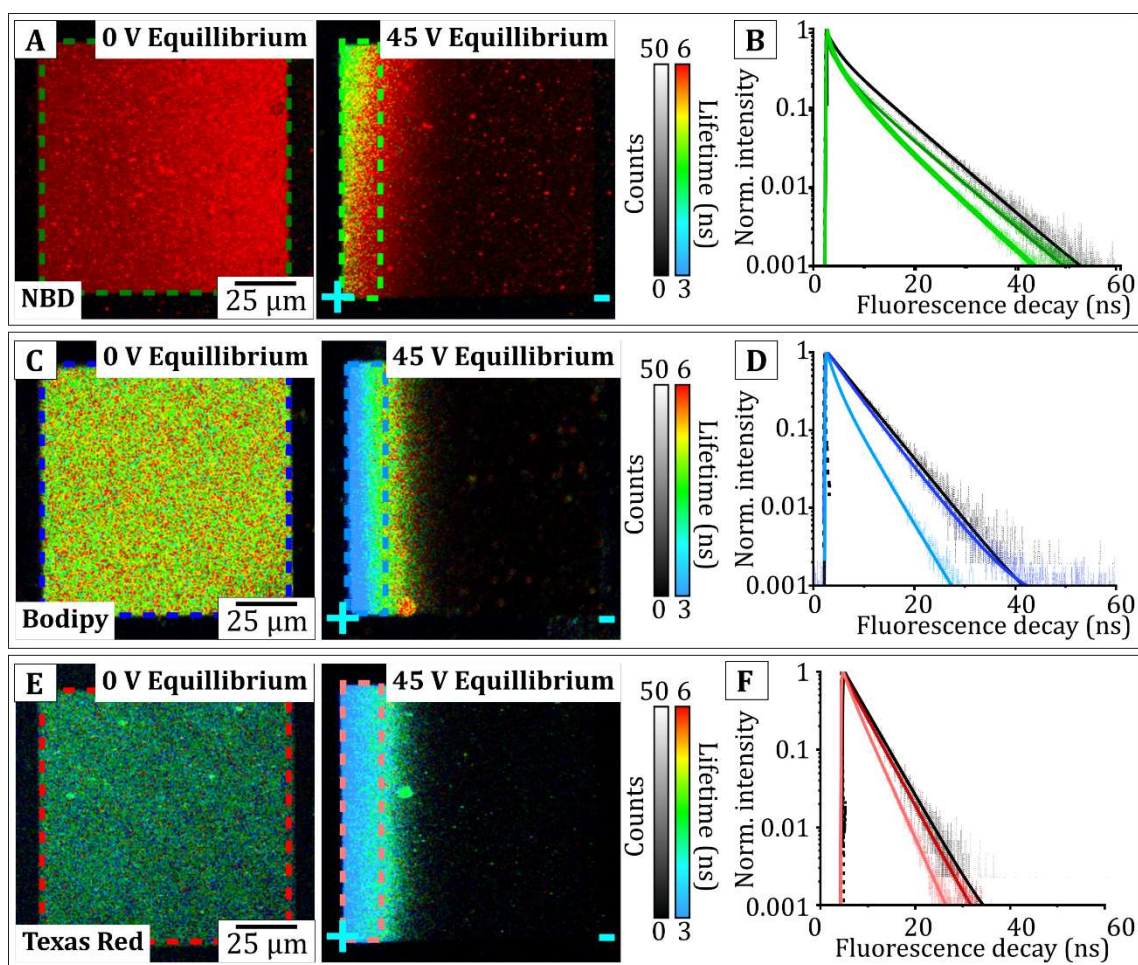 A
0 V Equillibrium
45 V Equillibrium
NBD
25 µm
+
-
50 6
Counts
Lifetime (ns)
0 3
B
Norm. intensity
1
0.1
0.01
0.001
0 20 40 60
Fluorescence decay (ns)
C
0 V Equillibrium
45 V Equillibrium
Bodipy
25 µm
+
-
50 6
Counts
Lifetime (ns)
0 3
D
Norm. intensity
1
0.1
0.01
0.001
0 20 40 60
Fluorescence decay (ns)
E
0 V Equillibrium
45 V Equillibrium
Texas Red
25 µm
+
-
50 6
Counts
Lifetime (ns)
0 3
F
Norm. intensity
1
0.1
0.01
0.001
0 20 40 60
Fluorescence decay (ns)